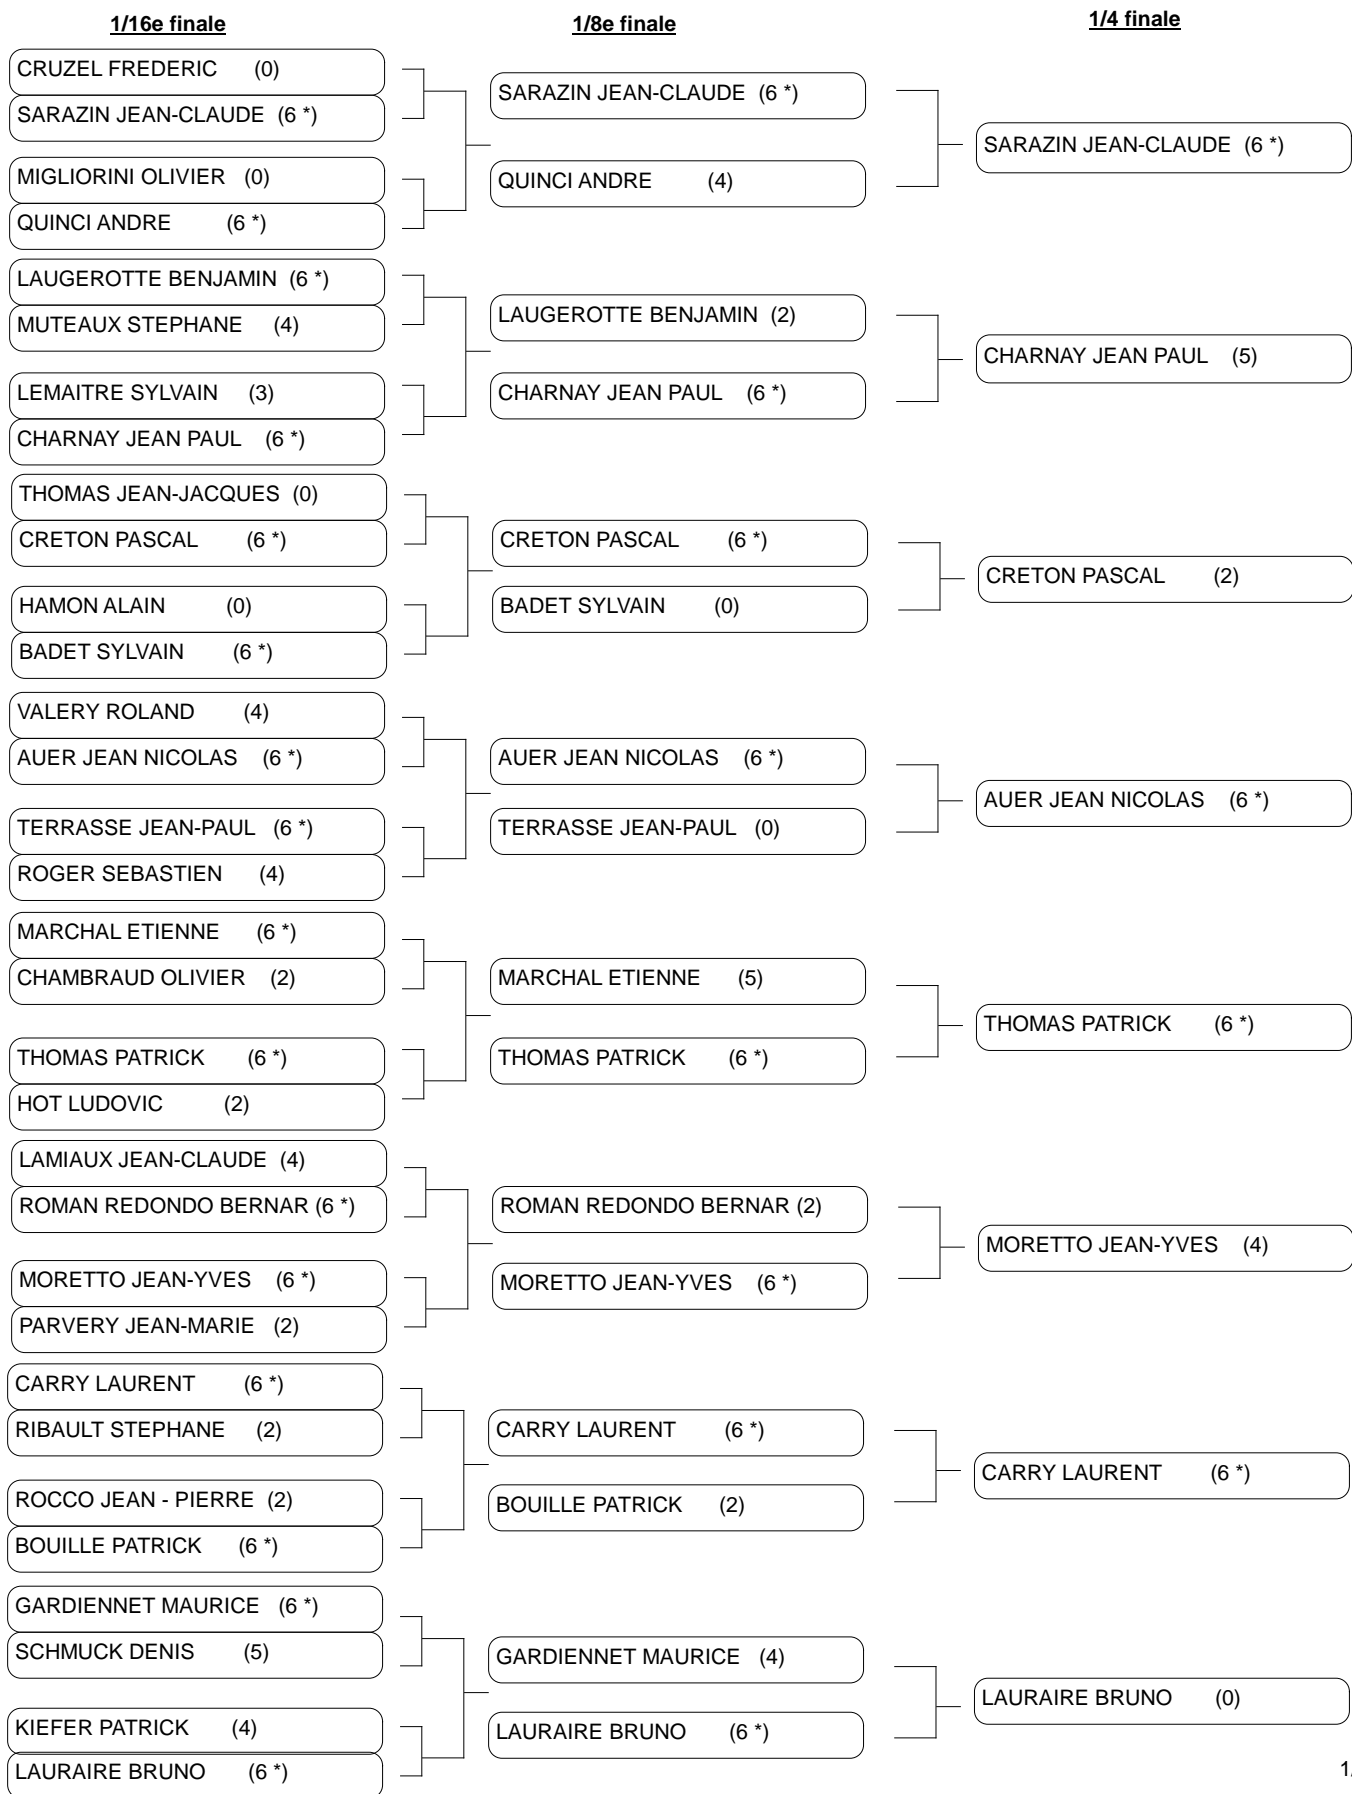 1/16e finale
CRUZEL FREDERIC (0)
SARAZIN JEAN-CLAUDE (6 *)
MIGLIORINI OLIVIER (0)
QUINCI ANDRE (6 *)
LAUGEROTTE BENJAMIN (6 *)
MUTEAUX STEPHANE (4)
LEMAITRE SYLVAIN (3)
CHARNAY JEAN PAUL (6 *)
THOMAS JEAN-JACQUES (0)
CRETON PASCAL (6 *)
HAMON ALAIN (0)
BADET SYLVAIN (6 *)
VALERY ROLAND (4)
AUER JEAN NICOLAS (6 *)
TERRASSE JEAN-PAUL (6 *)
ROGER SEBASTIEN (4)
MARCHAL ETIENNE (6 *)
CHAMBRAUD OLIVIER (2)
THOMAS PATRICK (6 *)
HOT LUDOVIC (2)
LAMIAUX JEAN-CLAUDE (4)
ROMAN REDONDO BERNAR (6 *)
MORETTO JEAN-YVES (6 *)
PARVERY JEAN-MARIE (2)
CARRY LAURENT (6 *)
RIBAULT STEPHANE (2)
ROCCO JEAN - PIERRE (2)
BOUILLE PATRICK (6 *)
GARDIENNET MAURICE (6 *)
SCHMUCK DENIS (5)
KIEFER PATRICK (4)
LAURAIRE BRUNO (6 *)
1/8e finale
SARAZIN JEAN-CLAUDE (6 *)
QUINCI ANDRE (4)
LAUGEROTTE BENJAMIN (2)
CHARNAY JEAN PAUL (6 *)
CRETON PASCAL (6 *)
BADET SYLVAIN (0)
AUER JEAN NICOLAS (6 *)
TERRASSE JEAN-PAUL (0)
MARCHAL ETIENNE (5)
THOMAS PATRICK (6 *)
ROMAN REDONDO BERNAR (2)
MORETTO JEAN-YVES (6 *)
CARRY LAURENT (6 *)
BOUILLE PATRICK (2)
GARDIENNET MAURICE (4)
LAURAIRE BRUNO (6 *)
1/4 finale
SARAZIN JEAN-CLAUDE (6 *)
CHARNAY JEAN PAUL (5)
CRETON PASCAL (2)
AUER JEAN NICOLAS (6 *)
THOMAS PATRICK (6 *)
MORETTO JEAN-YVES (4)
CARRY LAURENT (6 *)
LAURAIRE BRUNO (0)
1/